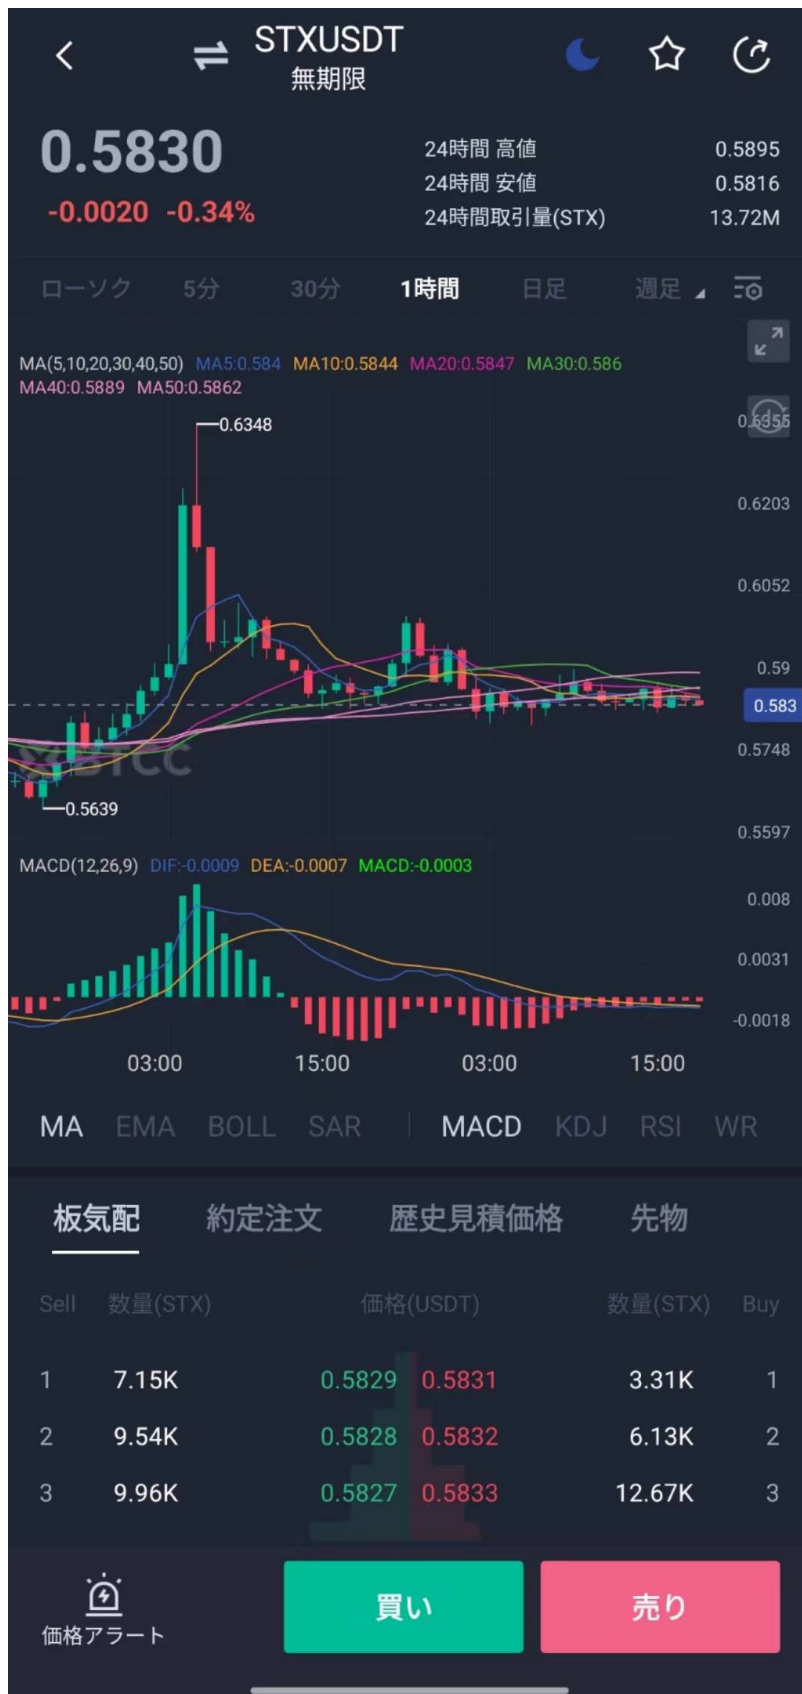 STXUSDT
無期限
0.5830
-0.0020 -0.34%
24時間 高値 0.5895
24時間 安値 0.5816
24時間取引量(STX) 13.72M
ローソク 5分 30分 1時間 日足 週足
MA(5,10,20,30,40,50) MA5:0.584 MA10:0.5844 MA20:0.5847 MA30:0.586
MA40:0.5889 MA50:0.5862
0.6348
0.6355
0.6203
0.6052
0.59
0.583
0.5748
BTCC
0.5639
0.5597
MACD(12,26,9) DIF:-0.0009 DEA:-0.0007 MACD:-0.0003
0.008
0.0031
-0.0018
03:00 15:00 03:00 15:00
MA EMA BOLL SAR MACD KDJ RSI WR
板気配 約定注文 歴史見積価格 先物
Sell 数量(STX) 価格(USDT) 数量(STX) Buy
1 7.15K 0.5829 0.5831 3.31K 1
2 9.54K 0.5828 0.5832 6.13K 2
3 9.96K 0.5827 0.5833 12.67K 3
価格アラート
買い
売り